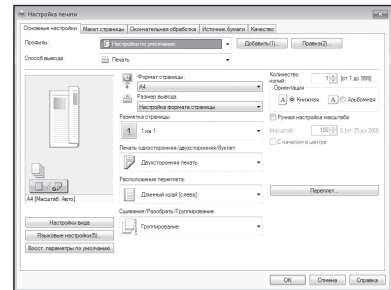 Настройка печати
Основные настройки Макет страницы Окончательная обработка Источник бумаги Качество
Профиль: Настройки по умолчанию Добавить(1)... Правка(2)...
Способ вывода: Печать
Формат страницы:
A4
Размер вывода:
Настройка формата страницы
Разметка страницы:
1 1 на 1
Печать односторонняя/двусторонняя/буклет:
Двухсторонняя печать
Расположение переплета:
Длинный край [слева]
Сшивание/Разобрать/Группирование:
Группирование
Количество копий: 1 [от 1 до 999]
Ориентация
A Книжная A Альбомная
Ручная настройка масштаба
Масштаб: 100 % [от 25 до 200]
С началом в центре
Переплет...
A4 [Масштаб: Авто]
Настройки вида
Языковые настройки(5)...
Восст. параметры по умолчанию
OK Отмена Справка